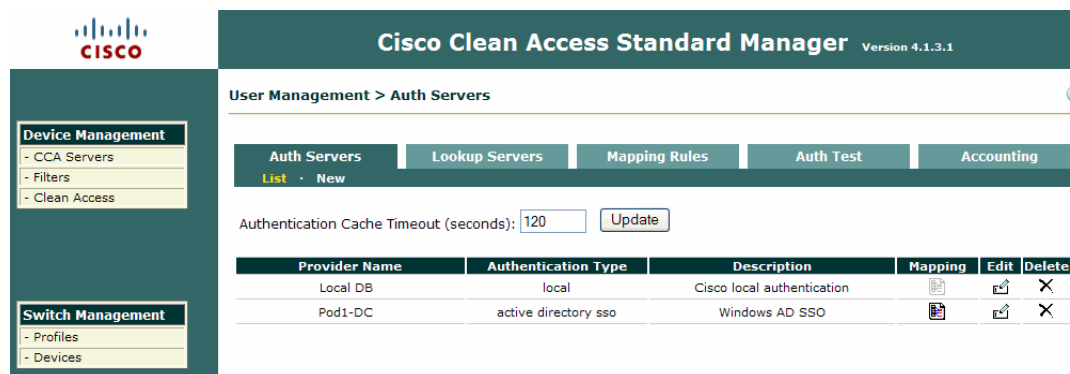 CISCO
Cisco Clean Access Standard Manager Version 4.1.3.1
User Management > Auth Servers
Device Management
- CCA Servers
- Filters
- Clean Access
Switch Management
- Profiles
- Devices
Auth Servers Lookup Servers Mapping Rules Auth Test Accounting
List · New
Authentication Cache Timeout (seconds): 120 Update
Provider Name Authentication Type Description Mapping Edit Delete
Local DB local Cisco local authentication
Pod1-DC active directory sso Windows AD SSO